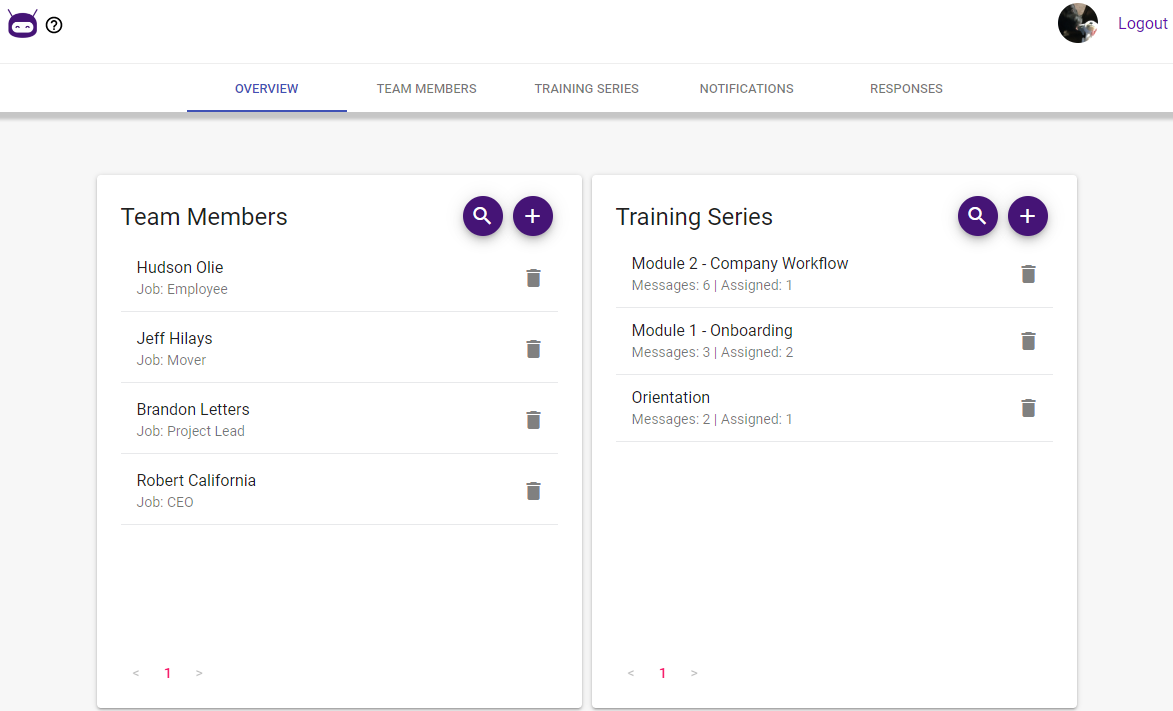 Logout
OVERVIEW
TEAM MEMBERS
TRAINING SERIES
NOTIFICATIONS
RESPONSES
Team Members
Hudson Olie
Job: Employee
Jeff Hilays
Job: Mover
Brandon Letters
Job: Project Lead
Robert California
Job: CEO
< 1 >
Training Series
Module 2 - Company Workflow
Messages: 6 | Assigned: 1
Module 1 - Onboarding
Messages: 3 | Assigned: 2
Orientation
Messages: 2 | Assigned: 1
< 1 >